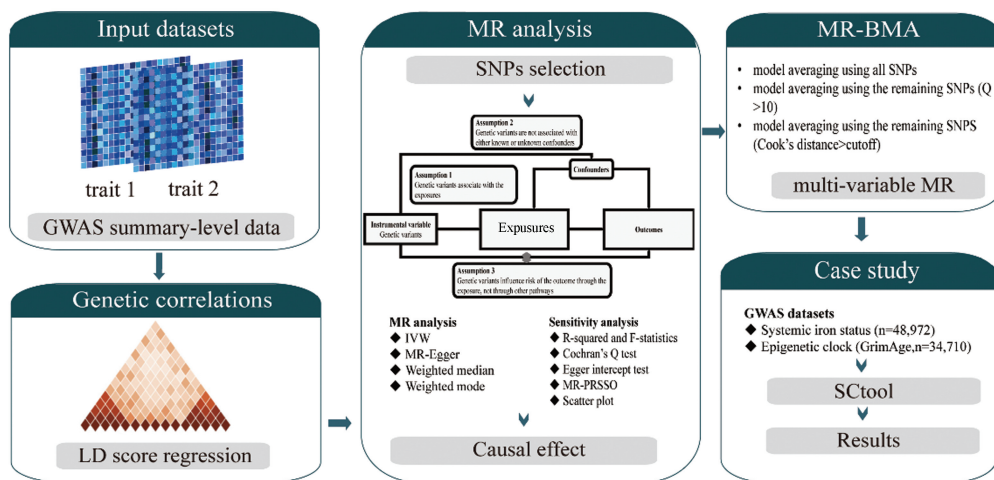 Input datasets
trait 1
trait 2
GWAS summary-level data
Genetic correlations
LD score regression
MR analysis
SNPs selection
Assumption 2
Genetic variants are not associated with
either known or unknown confounders
Confounders
Assumption 1
Genetic variants associate with the
exposures
Instrumental variable
Genetic variants
Expusures
Outcomes
Assumption 3
Genetic variants influence risk of the outcome through the
exposure, not through other pathways
MR analysis
◆ IVW
◆ MR-Egger
◆ Weighted median
◆ Weighted mode
Sensitivity analysis
◆ R-squared and F-statistics
◆ Cochran's Q test
◆ Egger intercept test
◆ MR-PRSSO
◆ Scatter plot
Causal effect
MR-BMA
• model averaging using all SNPs
• model averaging using the remaining SNPs (Q
>10)
• model averaging using the remaining SNPS
(Cook's distance>cutoff)
multi-variable MR
Case study
GWAS datasets
◆ Systemic iron status (n=48,972)
◆ Epigenetic clock (GrimAge,n=34,710)
SCtool
Results